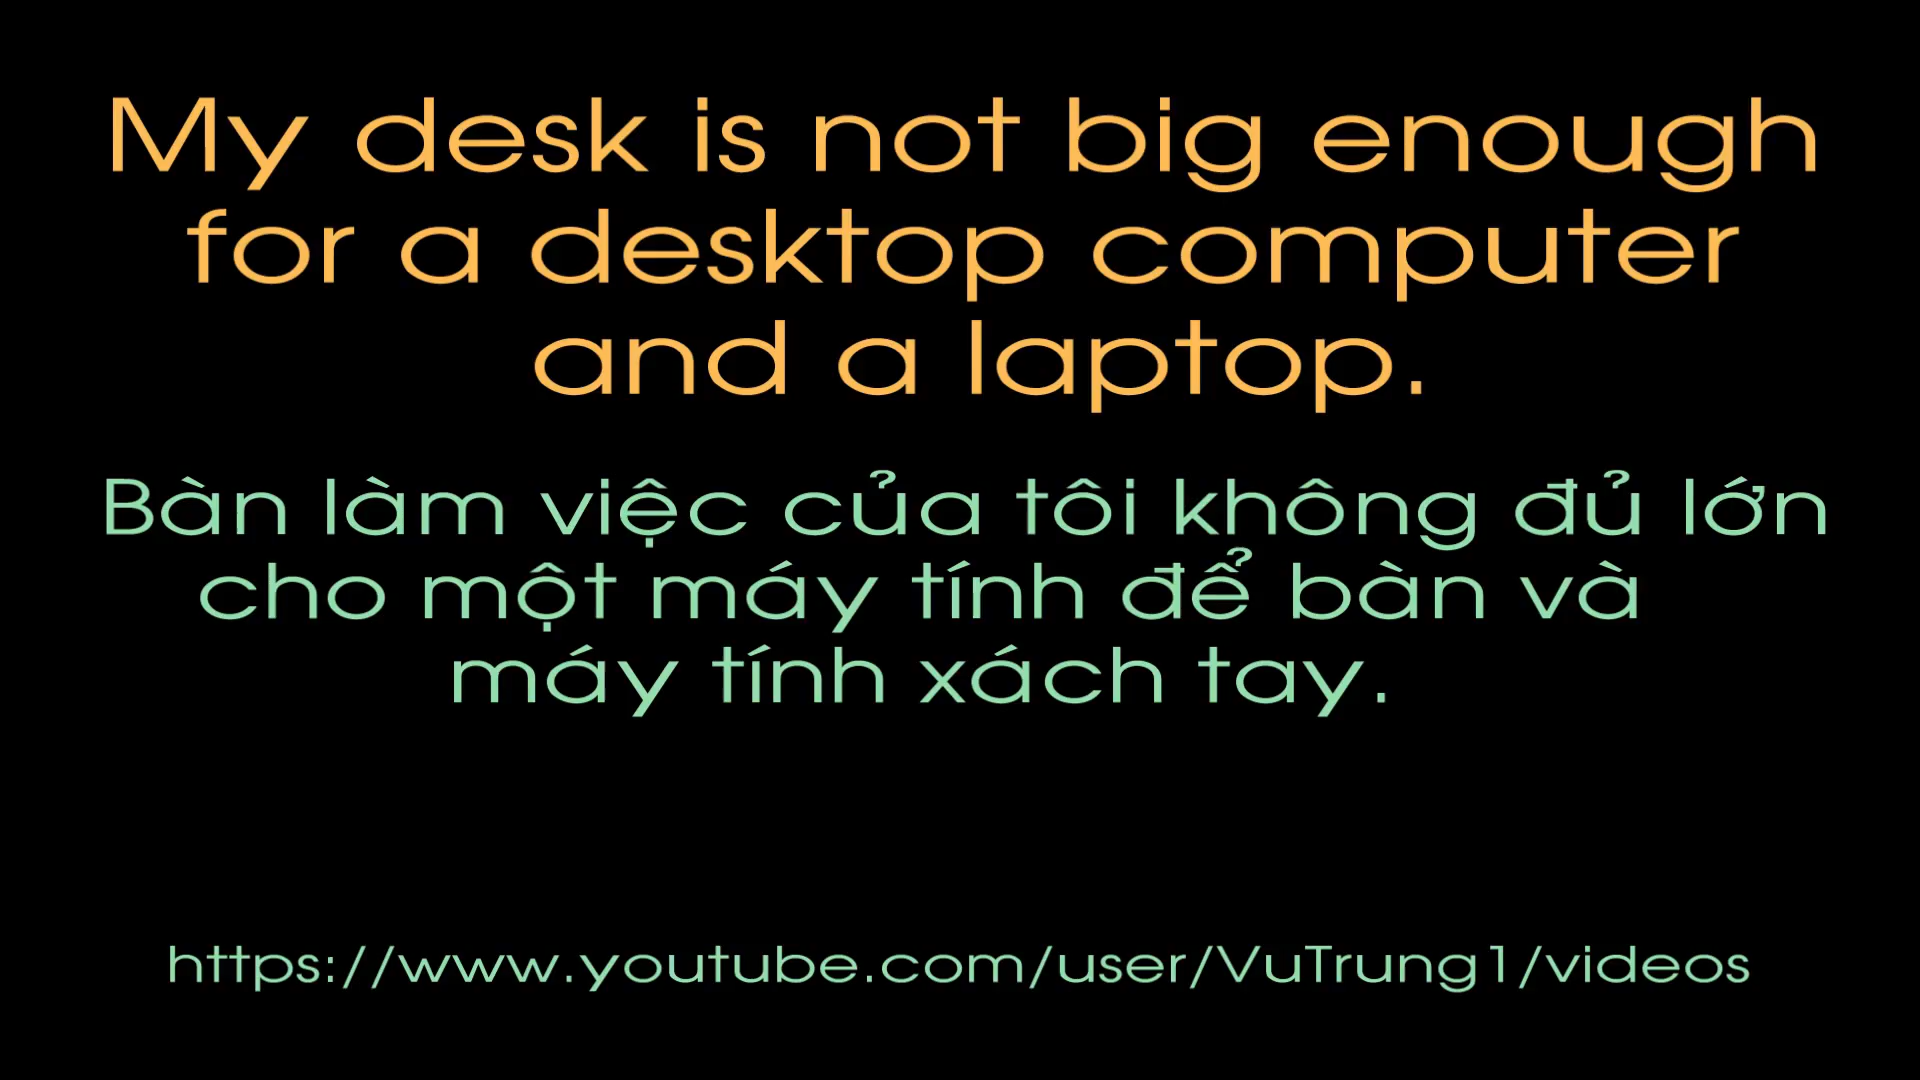 My desk is not big enough
for a desktop computer
and a laptop.
Bàn làm việc của tôi không đủ lớn
cho một máy tính để bàn và
máy tính xách tay.
https://www.youtube.com/user/VuTrung1/videos